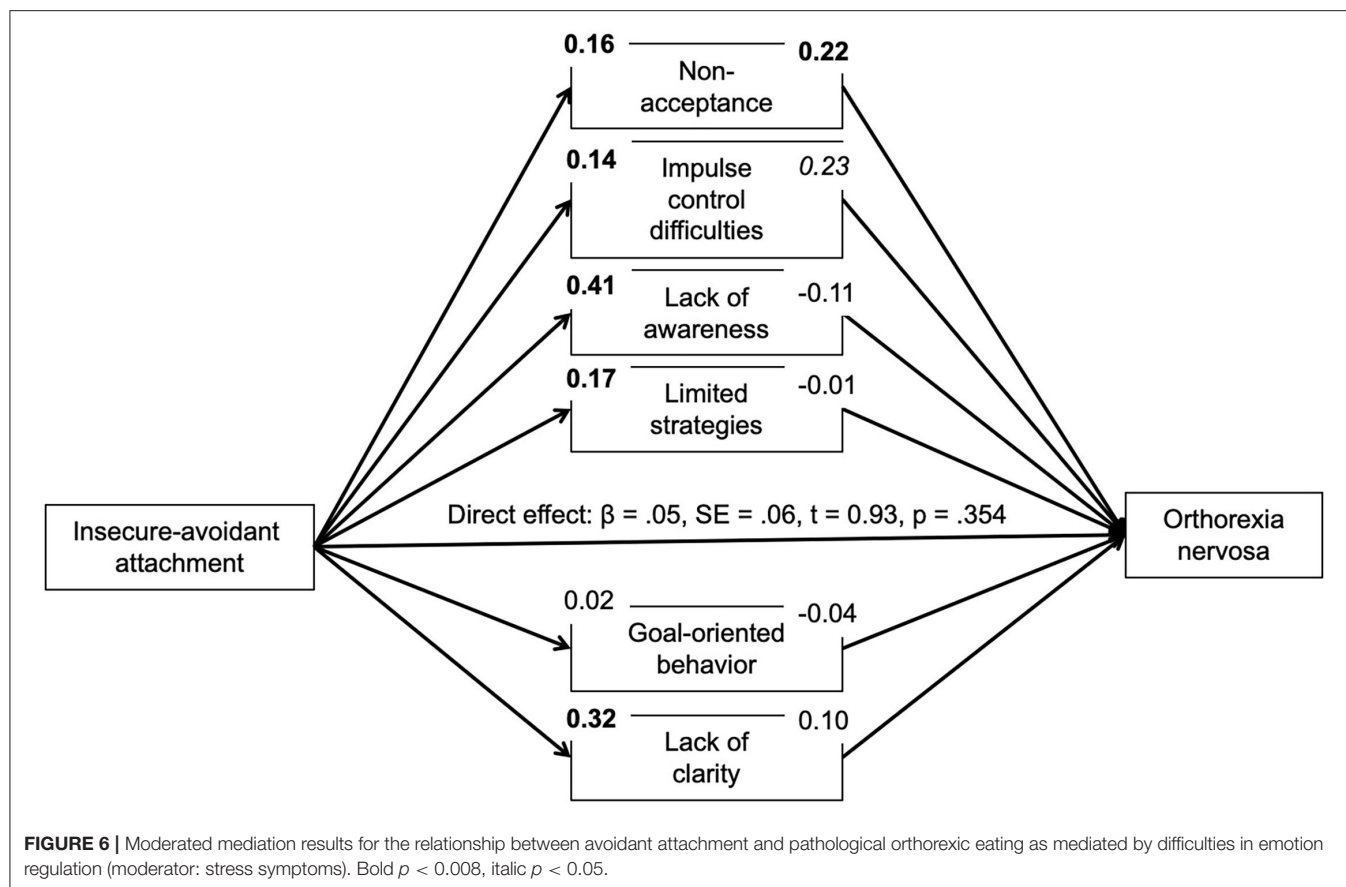 0.16 0.22
Non-
acceptance
0.14 Impulse 0.23
control
difficulties
0.41 Lack of -0.11
awareness
0.17 Limited -0.01
strategies
Direct effect: β = .05, SE = .06, t = 0.93, p = .354
Insecure-avoidant
attachment
Orthorexia
nervosa
0.02 -0.04
Goal-oriented
behavior
0.32 0.10
Lack of
clarity
FIGURE 6 | Moderated mediation results for the relationship between avoidant attachment and pathological orthorexic eating as mediated by difficulties in emotion
regulation (moderator: stress symptoms). Bold p < 0.008, italic p < 0.05.